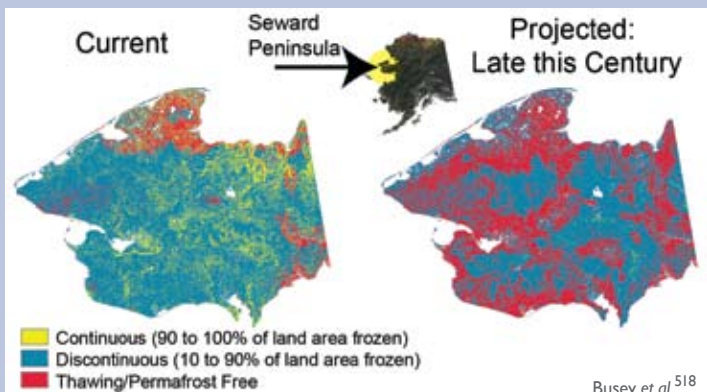 Current
Seward
Peninsula
Projected:
Late this Century
Continuous (90 to 100% of land area frozen)
Discontinuous (10 to 90% of land area frozen)
Thawing/Permafrost Free
Busey et al.518